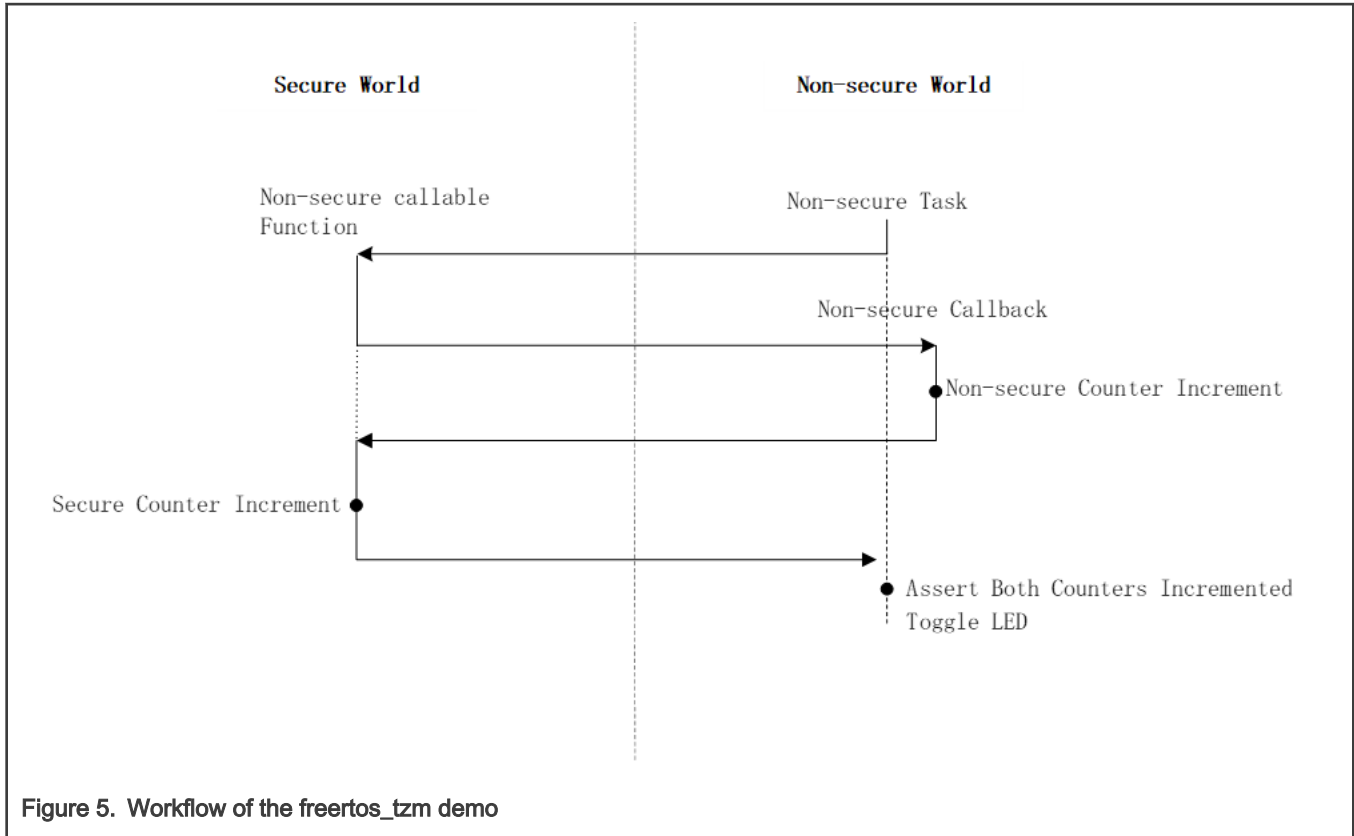 Secure World
Non-secure World
Non-secure callable
Function
Non-secure Task
Non-secure Callback
Non-secure Counter Increment
Secure Counter Increment
Assert Both Counters Incremented
Toggle LED
Figure 5. Workflow of the freertos_tzm demo